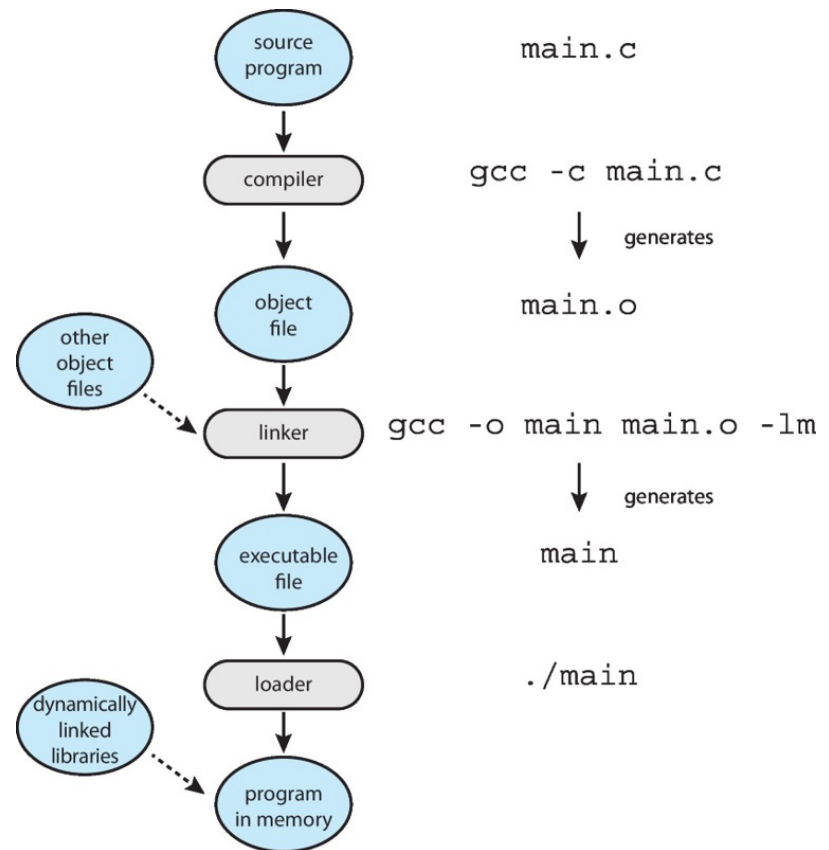 source
program
main.c
compiler
gcc -c main.c
generates
object
file
main.o
other
object
files
linker
gcc -o main main.o -lm
generates
executable
file
main
loader
./main
dynamically
linked
libraries
program
in memory